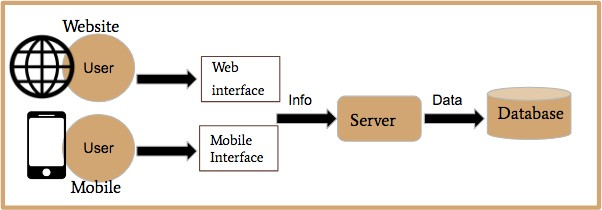 Website
User
Web
interface
Info
Server
Data
Database
User
Mobile
Interface
Mobile